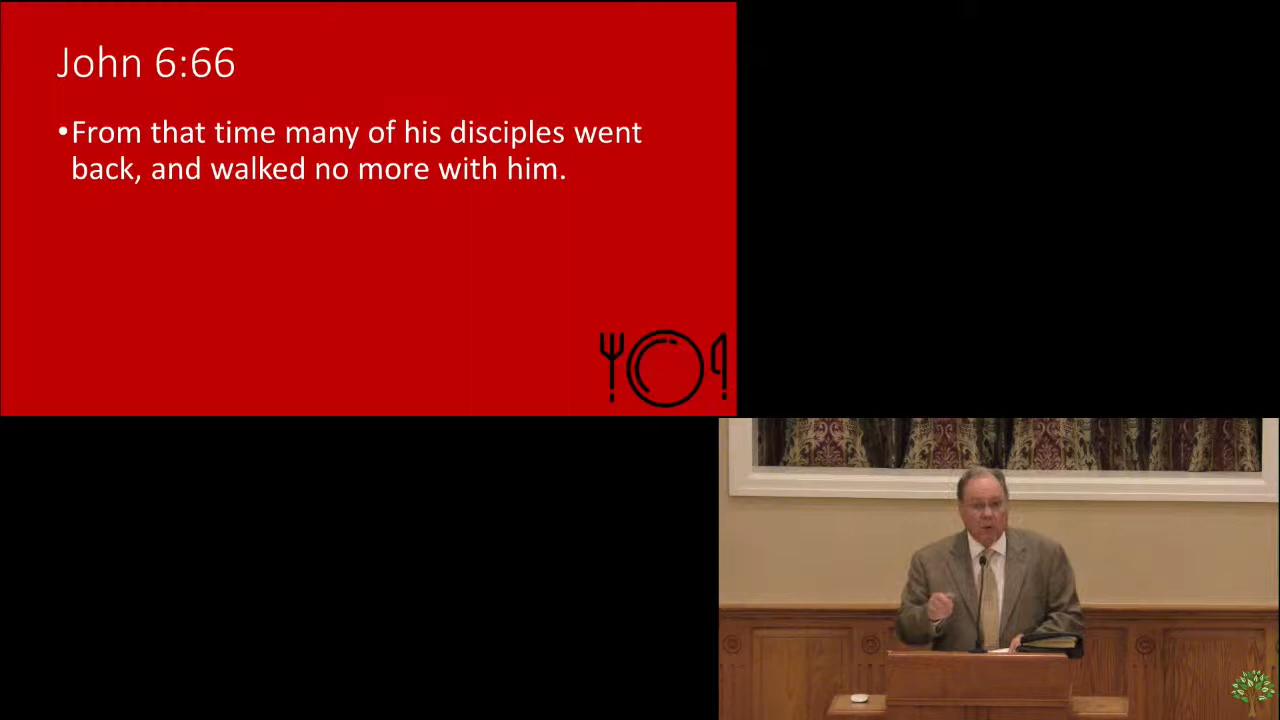 John 6:66
•From that time many of his disciples went
back, and walked no more with him.